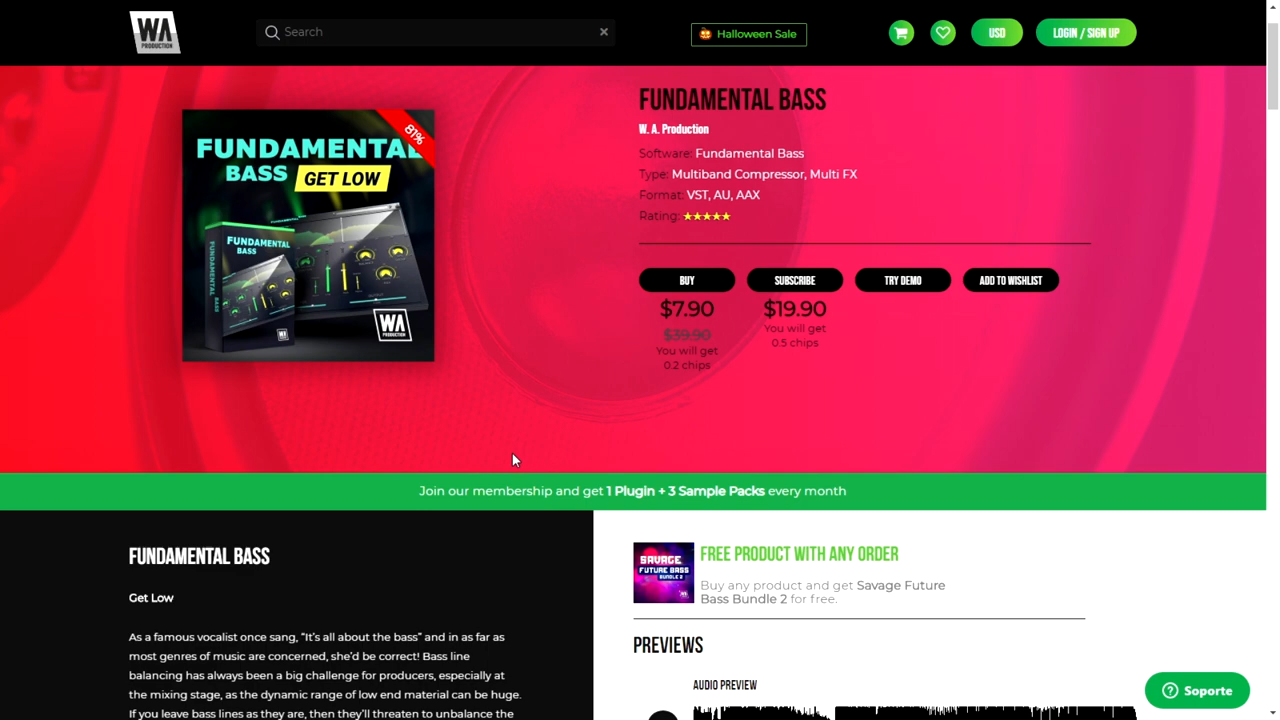 WA
PRODUCTION
Search
Halloween Sale
USD
LOGIN / SIGN UP
81%
FUNDAMENTAL
BASS GET LOW
FUNDAMENTAL
BASS
FUNDAMENTAL BASS
WA
PRODUCTION
FUNDAMENTAL BASS
W. A. Production
Software: Fundamental Bass
Type: Multiband Compressor, Multi FX
Format: VST, AU, AAX
Rating: ★★★★★
BUY
$7.90
$39.90
You will get
0.2 chips
SUBSCRIBE
$19.90
You will get
0.5 chips
TRY DEMO
ADD TO WISHLIST
Join our membership and get 1 Plugin + 3 Sample Packs every month
FUNDAMENTAL BASS
Get Low
As a famous vocalist once sang, “It’s all about the bass” and in as far as
most genres of music are concerned, she’d be correct! Bass line
balancing has always been a big challenge for producers, especially at
the mixing stage, as the dynamic range of low end material can be huge.
If you leave bass lines as they are, then they’ll threaten to unbalance the
SAVAGE
FUTURE BASS
BUNDLE 2
FREE PRODUCT WITH ANY ORDER
Buy any product and get Savage Future
Bass Bundle 2 for free.
PREVIEWS
AUDIO PREVIEW
Soporte